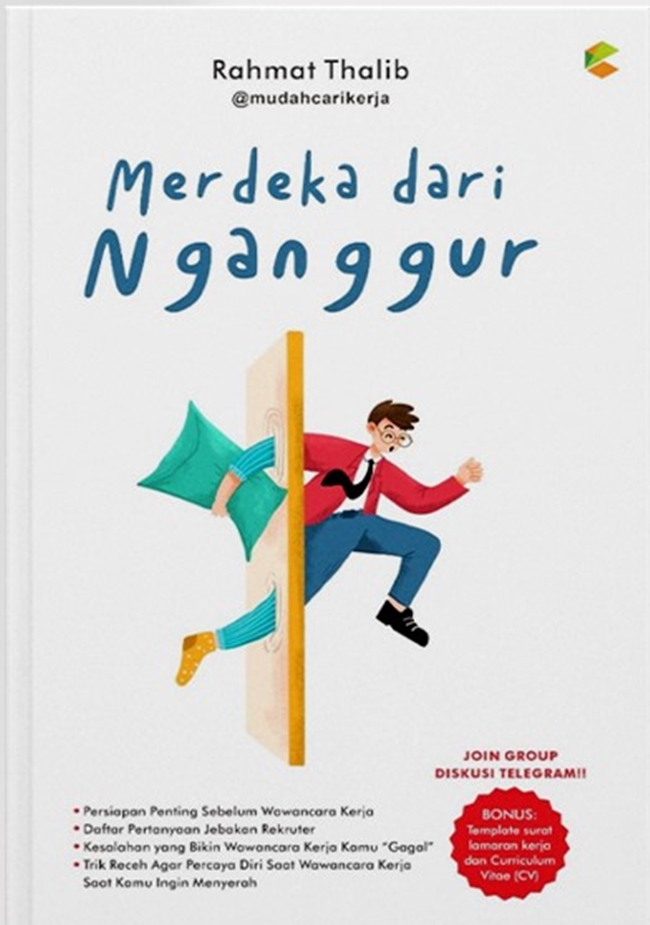 Rahmat Thalib
@mudahcarikerja
Merdeka dari
Nganggur
JOIN GROUP
DISKUSI TELEGRAM!!
• Persiapan Penting Sebelum Wawancara Kerja
• Daftar Pertanyaan Jebakan Rekruter
• Kesalahan yang Bikin Wawancara Kerja Kamu “Gagal”
• Trik Receh Agar Percaya Diri Saat Wawancara Kerja
Saat Kamu Ingin Menyerah
BONUS:
Template surat
lamaran kerja
dan Curriculum
Vitae (CV)